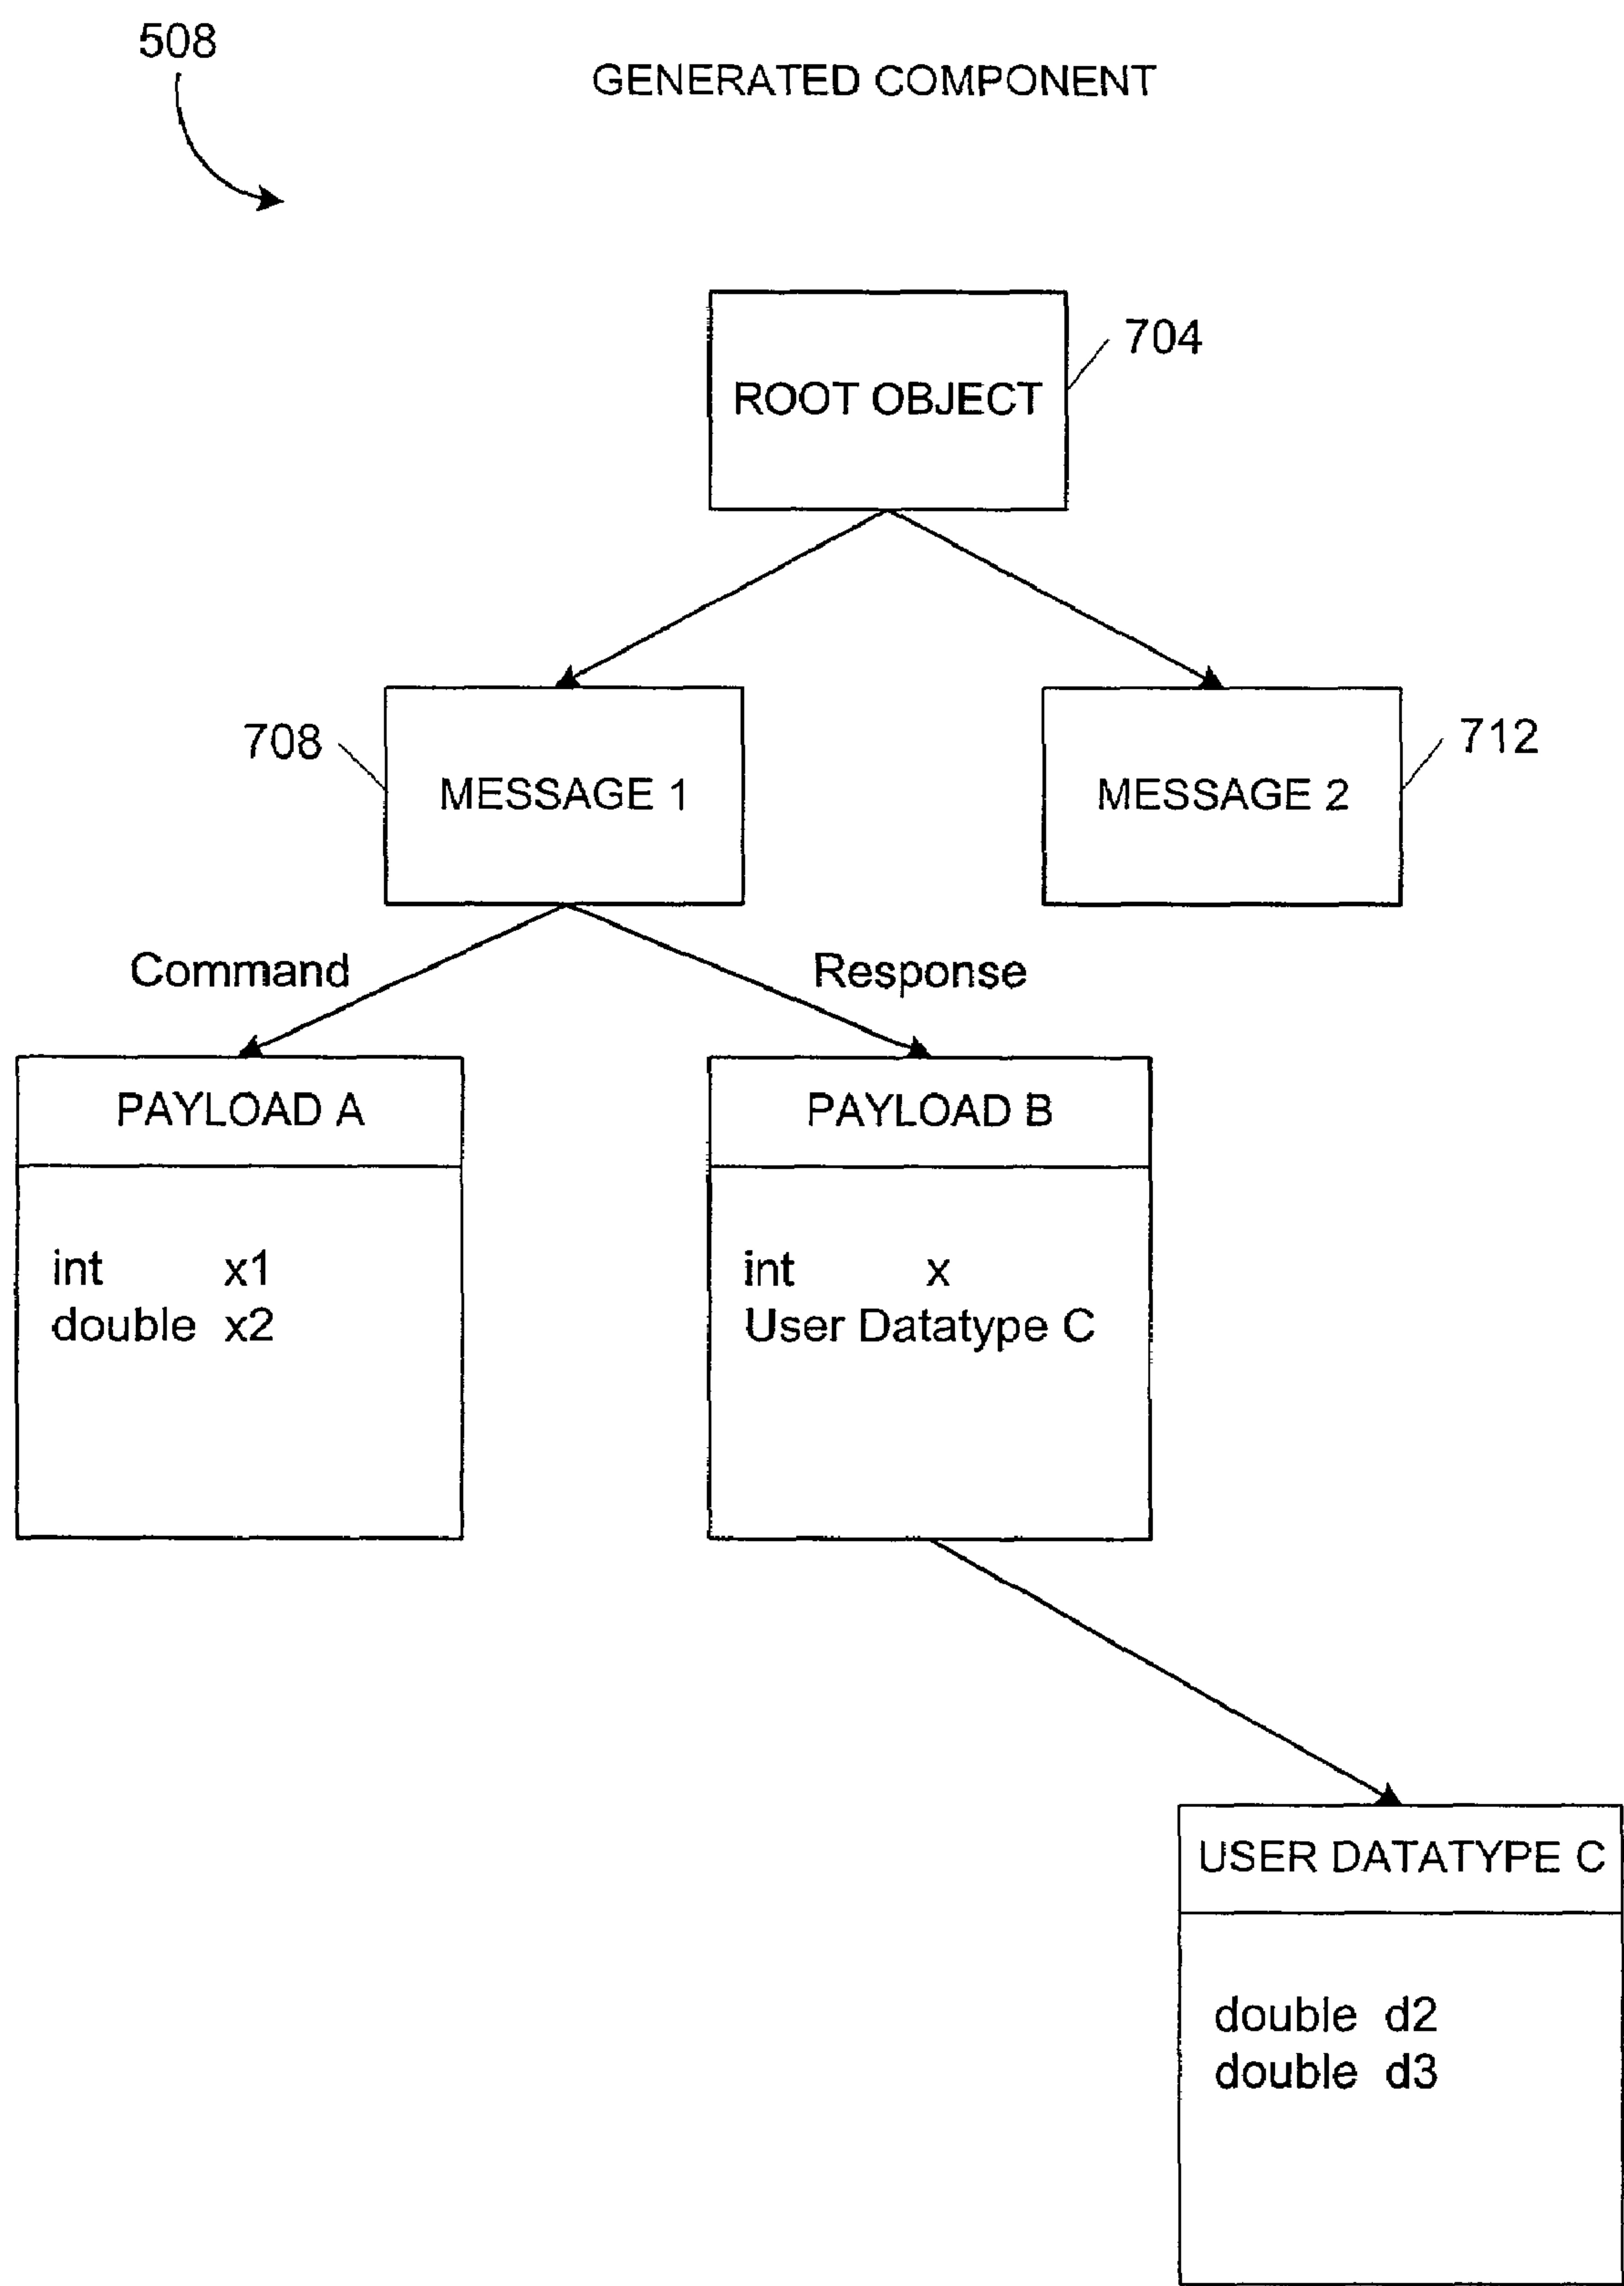 508
GENERATED COMPONENT
704
ROOT OBJECT
708
MESSAGE 1
712
MESSAGE 2
Command
Response
PAYLOAD A
int x1
double x2
PAYLOAD B
int x
User Datatype C
USER DATATYPE C
double d2
double d3